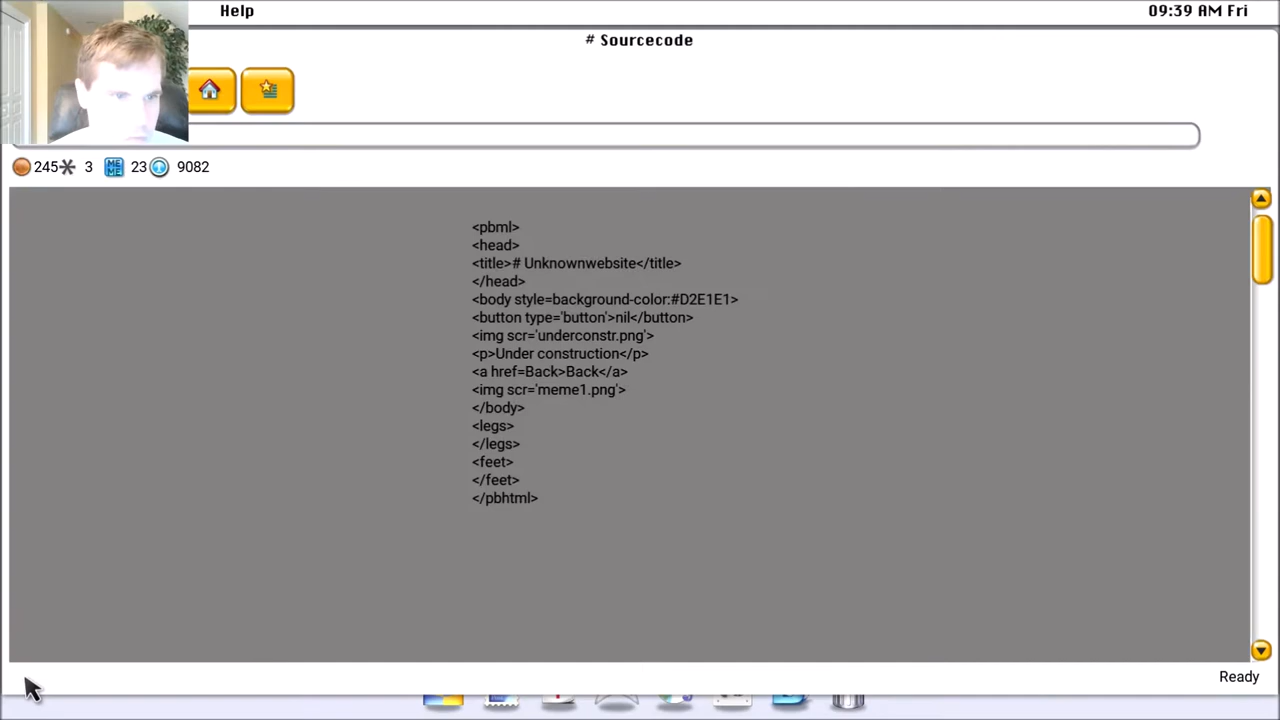 Help
09:39 AM Fri
# Sourcecode
245 3 ME ME 23 9082
<pbml>
<head>
<title># Unknownwebsite</title>
</head>
<body style=background-color:#D2E1E1>
<button type='button'>nil</button>
<img scr='underconstr.png'>
<p>Under construction</p>
<a href=Back>Back</a>
<img scr='meme1.png'>
</body>
<legs>
</legs>
<feet>
</feet>
</pbhtml>
Ready